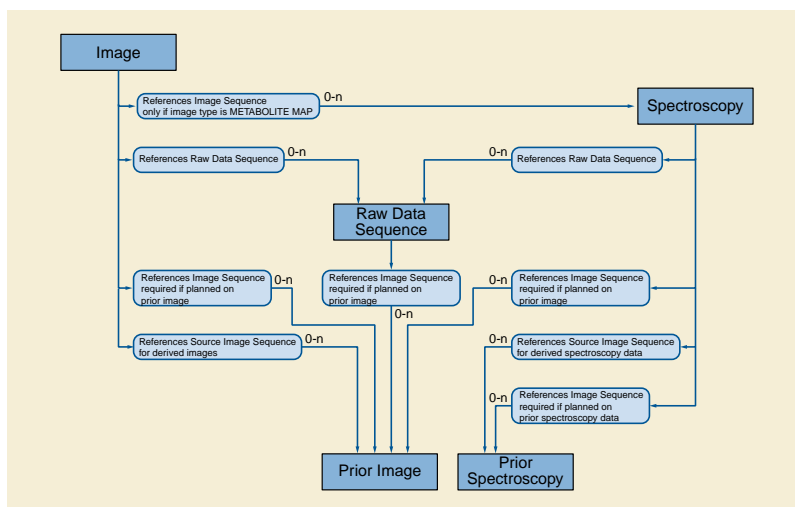 Image
References Image Sequence
only if image type is METABOLITE MAP
0-n
Spectroscopy
References Raw Data Sequence
0-n
0-n
References Raw Data Sequence
Raw Data
Sequence
References Image Sequence
required if planned on
prior image
0-n
References Image Sequence
required if planned on
prior image
0-n
0-n
References Image Sequence
required if planned on
prior image
References Source Image Sequence
for derived images
0-n
0-n
References Source Image Sequence
for derived spectroscopy data
0-n
References Image Sequence
required if planned on
prior spectroscopy data
Prior Image
Prior
Spectroscopy